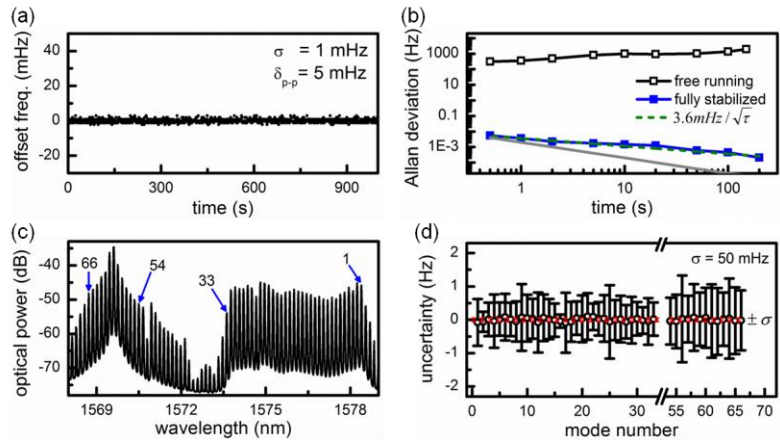 (a)
σ = 1 mHz
δp-p = 5 mHz
offset freq. (mHz)
40
20
0
-20
0 300 600 900
time (s)
(b)
Allan deviation (Hz)
1000
0.1
1E-3
free running
fully stabilized
3.6mHz/√τ
1 10 100
time (s)
(c)
optical power (dB)
-40
-50
-60
-70
66
54
33
1
1569 1572 1575 1578
wavelength (nm)
(d)
uncertainty (Hz)
2
1
0
-1
-2
σ = 50 mHz
±σ
0 10 20 30 55 60 65 70
mode number